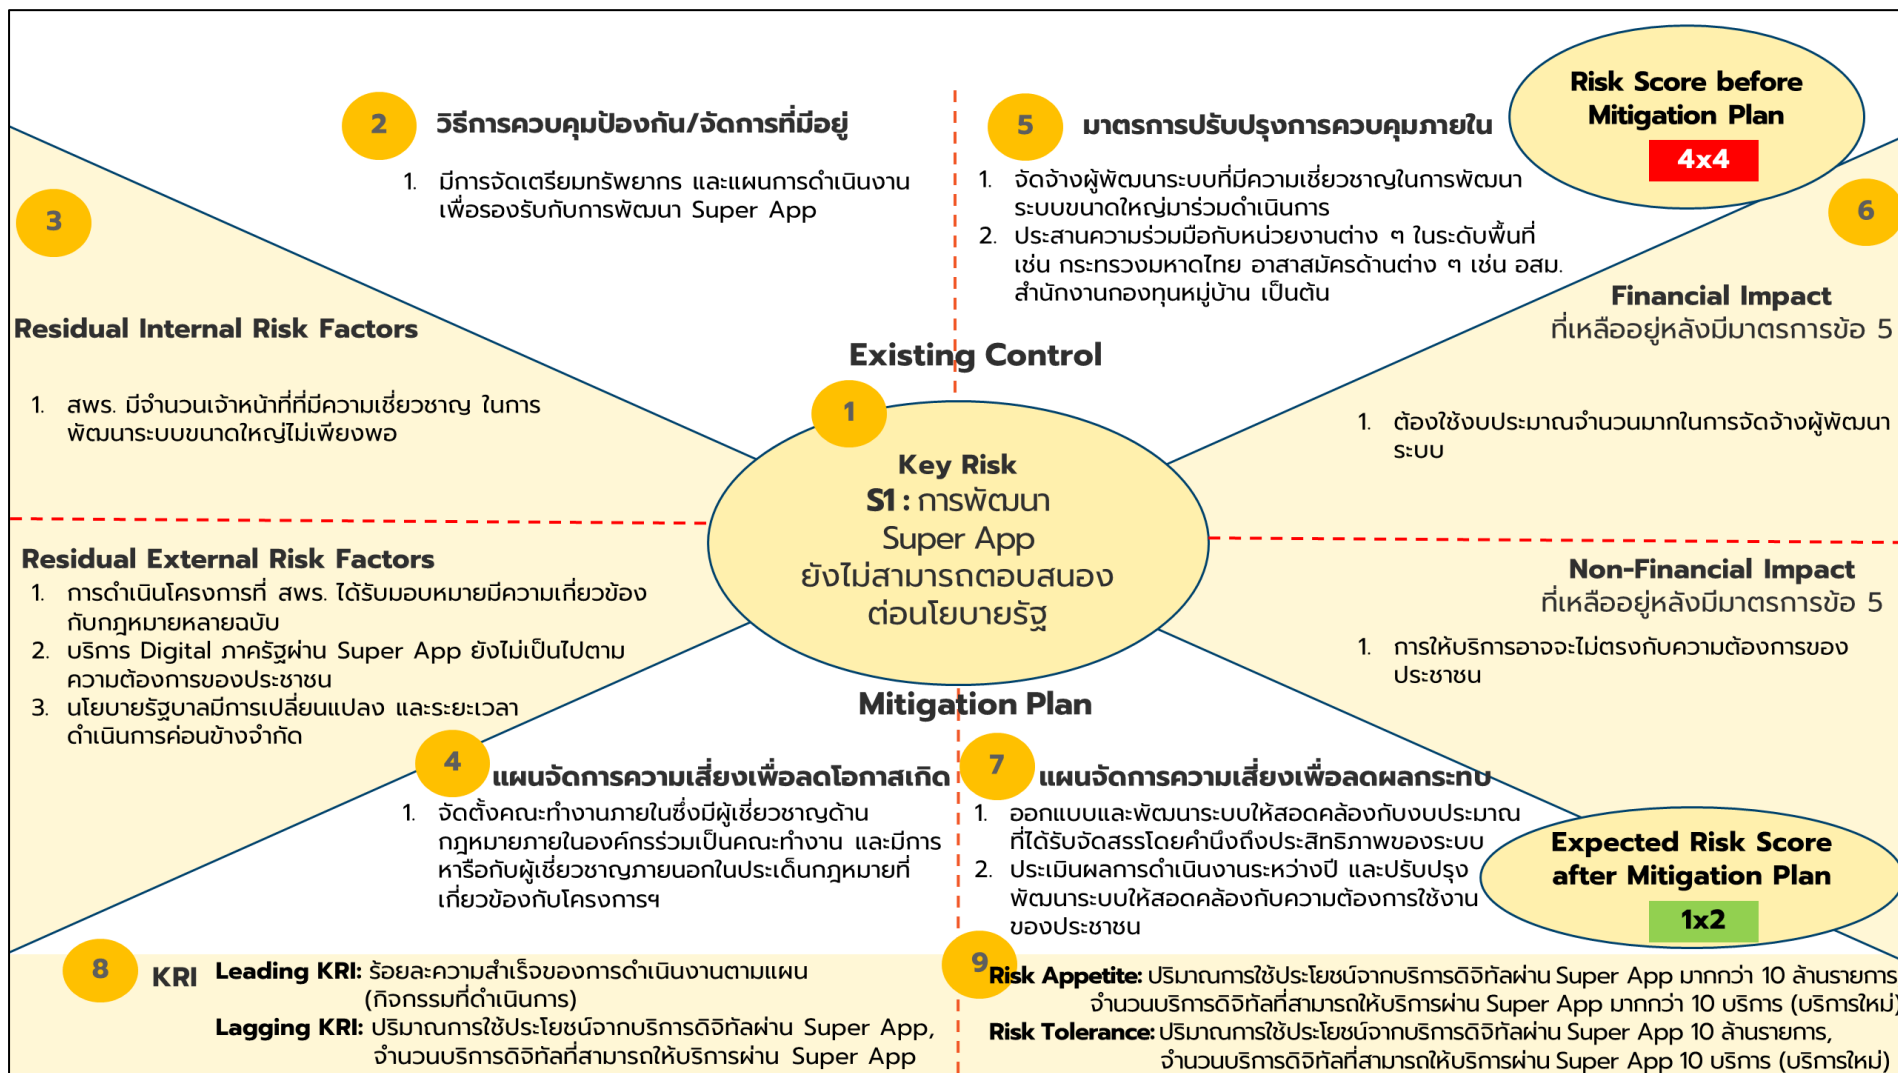 2
วิธีการควบคุมป้องกัน/จัดการที่มีอยู่
1. มีการจัดเตรียมทรัพยากร และแผนการดำเนินงาน
เพื่อรองรับกับการพัฒนา Super App
5
มาตรการปรับปรุงการควบคุมภายใน
1. จัดจ้างผู้พัฒนาระบบที่มีความเชี่ยวชาญในการพัฒนา
ระบบขนาดใหญ่มาร่วมดำเนินการ
2. ประสานความร่วมมือกับหน่วยงานต่าง ๆ ในระดับพื้นที่
เช่น กระทรวงมหาดไทย อาสาสมัครด้านต่าง ๆ เช่น อสม.
สำนักงานกองทุนหมู่บ้าน เป็นต้น
Risk Score before
Mitigation Plan
4x4
3
Residual Internal Risk Factors
1. สพร. มีจำนวนเจ้าหน้าที่ที่มีความเชี่ยวชาญ ในการ
พัฒนาระบบขนาดใหญ่ไม่เพียงพอ
6
Financial Impact
ที่เหลืออยู่หลังมีมาตรการข้อ 5
1. ต้องใช้งบประมาณจำนวนมากในการจัดจ้างผู้พัฒนา
ระบบ
Existing Control
1
Key Risk
S1 : การพัฒนา
Super App
ยังไม่สามารถตอบสนอง
ต่อนโยบายรัฐ
Residual External Risk Factors
1. การดำเนินโครงการที่ สพร. ได้รับมอบหมายมีความเกี่ยวข้อง
กับกฎหมายหลายฉบับ
2. บริการ Digital ภาครัฐผ่าน Super App ยังไม่เป็นไปตาม
ความต้องการของประชาชน
3. นโยบายรัฐบาลมีการเปลี่ยนแปลง และระยะเวลา
ดำเนินการค่อนข้างจำกัด
Non-Financial Impact
ที่เหลืออยู่หลังมีมาตรการข้อ 5
1. การให้บริการอาจจะไม่ตรงกับความต้องการของ
ประชาชน
Mitigation Plan
4
แผนจัดการความเสี่ยงเพื่อลดโอกาสเกิด
1. จัดตั้งคณะทำงานภายในซึ่งมีผู้เชี่ยวชาญด้าน
กฎหมายภายในองค์กรร่วมเป็นคณะทำงาน และมีการ
หารือกับผู้เชี่ยวชาญภายนอกในประเด็นกฎหมายที่
เกี่ยวข้องกับโครงการฯ
7
แผนจัดการความเสี่ยงเพื่อลดผลกระทบ
1. ออกแบบและพัฒนาระบบให้สอดคล้องกับงบประมาณ
ที่ได้รับจัดสรรโดยคำนึงถึงประสิทธิภาพของระบบ
2. ประเมินผลการดำเนินงานระหว่างปี และปรับปรุง
พัฒนาระบบให้สอดคล้องกับความต้องการใช้งาน
ของประชาชน
Expected Risk Score
after Mitigation Plan
1x2
8
KRI
Leading KRI: ร้อยละความสำเร็จของการดำเนินงานตามแผน
(กิจกรรมที่ดำเนินการ)
Lagging KRI: ปริมาณการใช้ประโยชน์จากบริการดิจิทัลผ่าน Super App,
จำนวนบริการดิจิทัลที่สามารถให้บริการผ่าน Super App
9
Risk Appetite: ปริมาณการใช้ประโยชน์จากบริการดิจิทัลผ่าน Super App มากกว่า 10 ล้านรายการ
จำนวนบริการดิจิทัลที่สามารถให้บริการผ่าน Super App มากกว่า 10 บริการ (บริการใหม่)
Risk Tolerance: ปริมาณการใช้ประโยชน์จากบริการดิจิทัลผ่าน Super App 10 ล้านรายการ,
จำนวนบริการดิจิทัลที่สามารถให้บริการผ่าน Super App 10 บริการ (บริการใหม่)